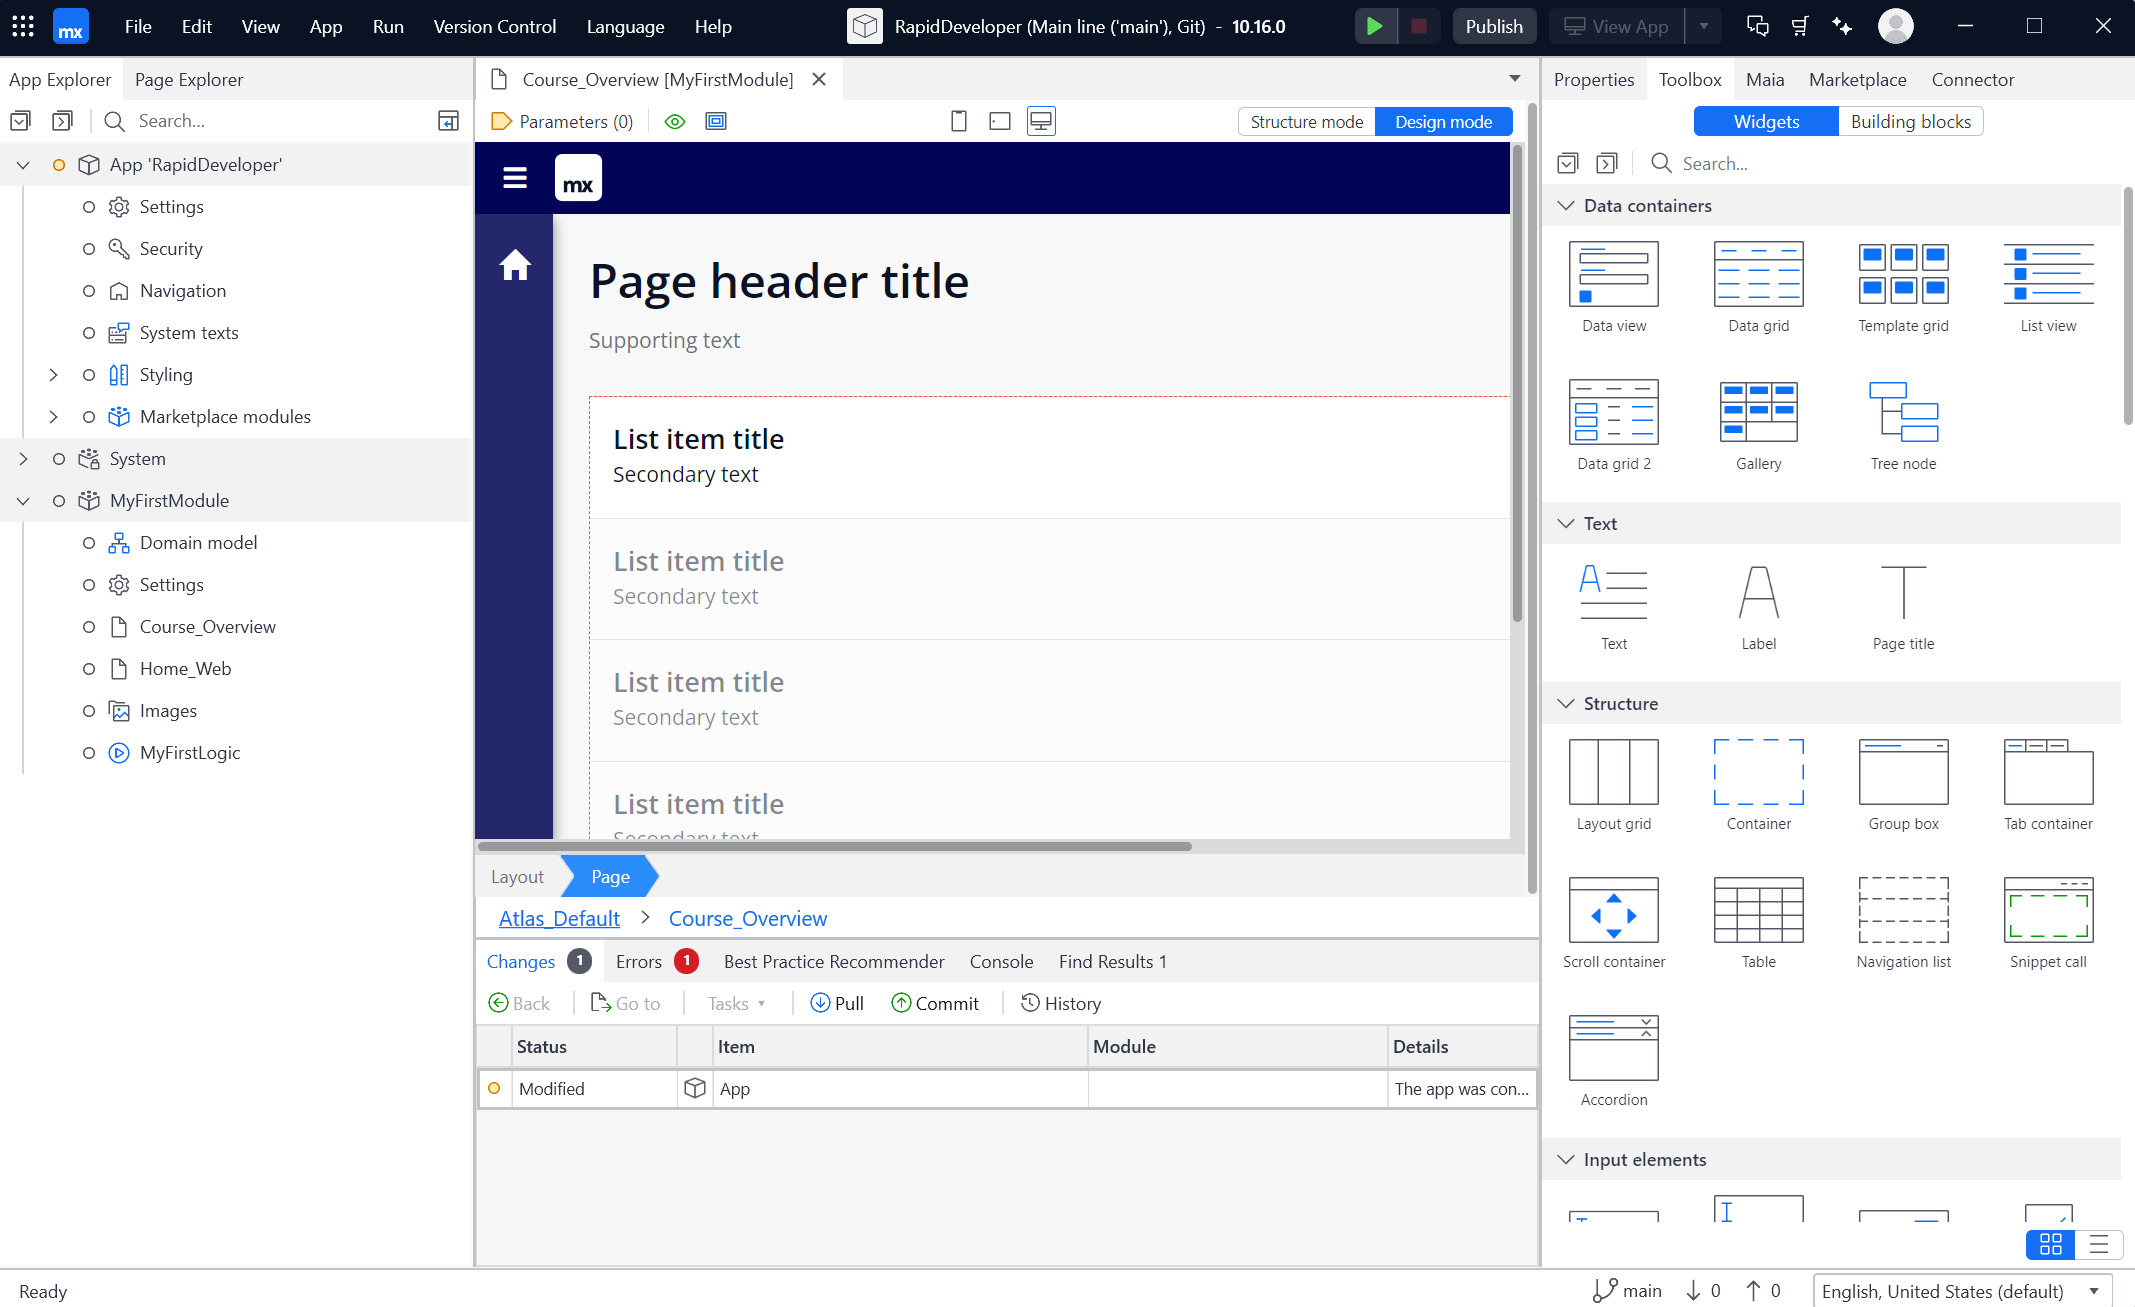 mx File Edit View App Run Version Control Language Help RapidDeveloper (Main line ('main'), Git) - 10.16.0 Publish View App
App Explorer Page Explorer
Search...
App 'RapidDeveloper'
Settings
Security
Navigation
System texts
Styling
Marketplace modules
System
MyFirstModule
Domain model
Settings
Course_Overview
Home_Web
Images
MyFirstLogic
Course_Overview [MyFirstModule]
Parameters (0) Structure mode Design mode
mx
Page header title
Supporting text
List item title
Secondary text
List item title
Secondary text
List item title
Secondary text
List item title
Secondary text
Layout Page
Atlas_Default > Course_Overview
Changes 1 Errors 1 Best Practice Recommender Console Find Results 1
Back Go to Tasks Pull Commit History
Status Item Module Details
Modified App The app was con...
Properties Toolbox Maia Marketplace Connector
Widgets Building blocks
Search...
Data containers
Data view Data grid Template grid List view
Data grid 2 Gallery Tree node
Text
Text Label Page title
Structure
Layout grid Container Group box Tab container
Scroll container Table Navigation list Snippet call
Accordion
Input elements
Ready main 0 0 English, United States (default)